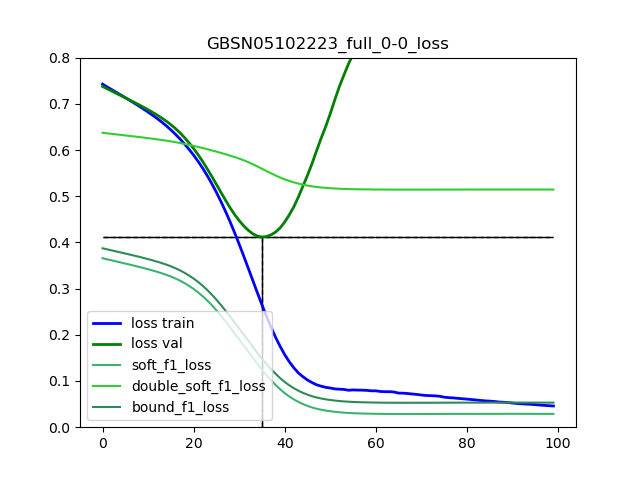 GBSN05102223_full_0-0_loss
0.8
0.7
0.6
0.5
0.4
0.3
0.2
0.1
0.0
loss train
loss val
soft_f1_loss
double_soft_f1_loss
bound_f1_loss
0 20 40 60 80 100